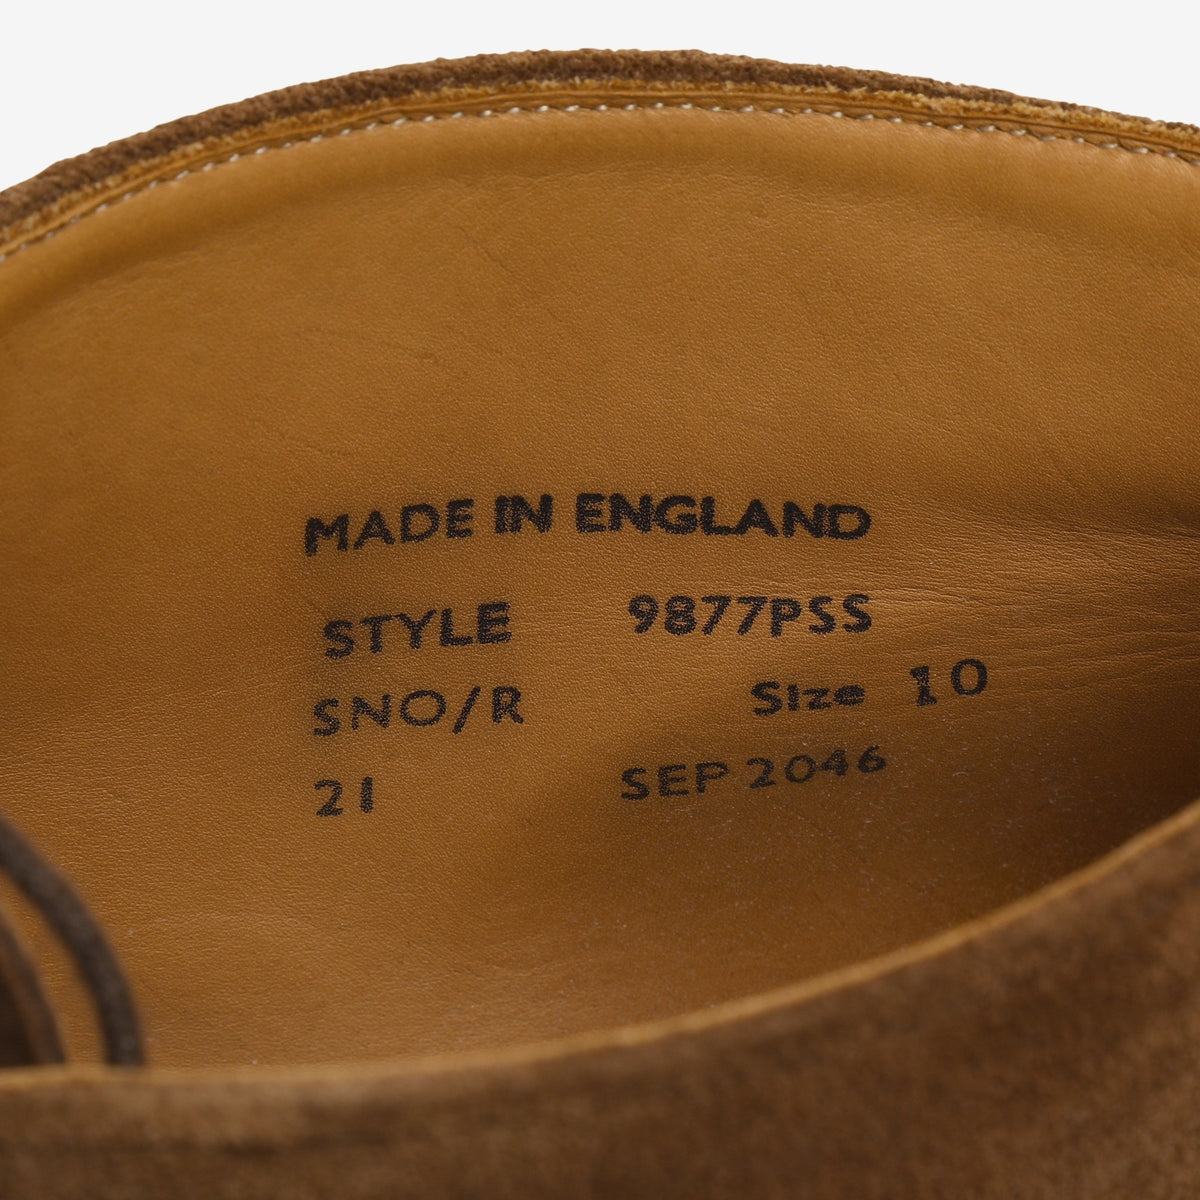 MADE IN ENGLAND
STYLE 9877PSS
SNO/R Size 10
21 SEP 2046